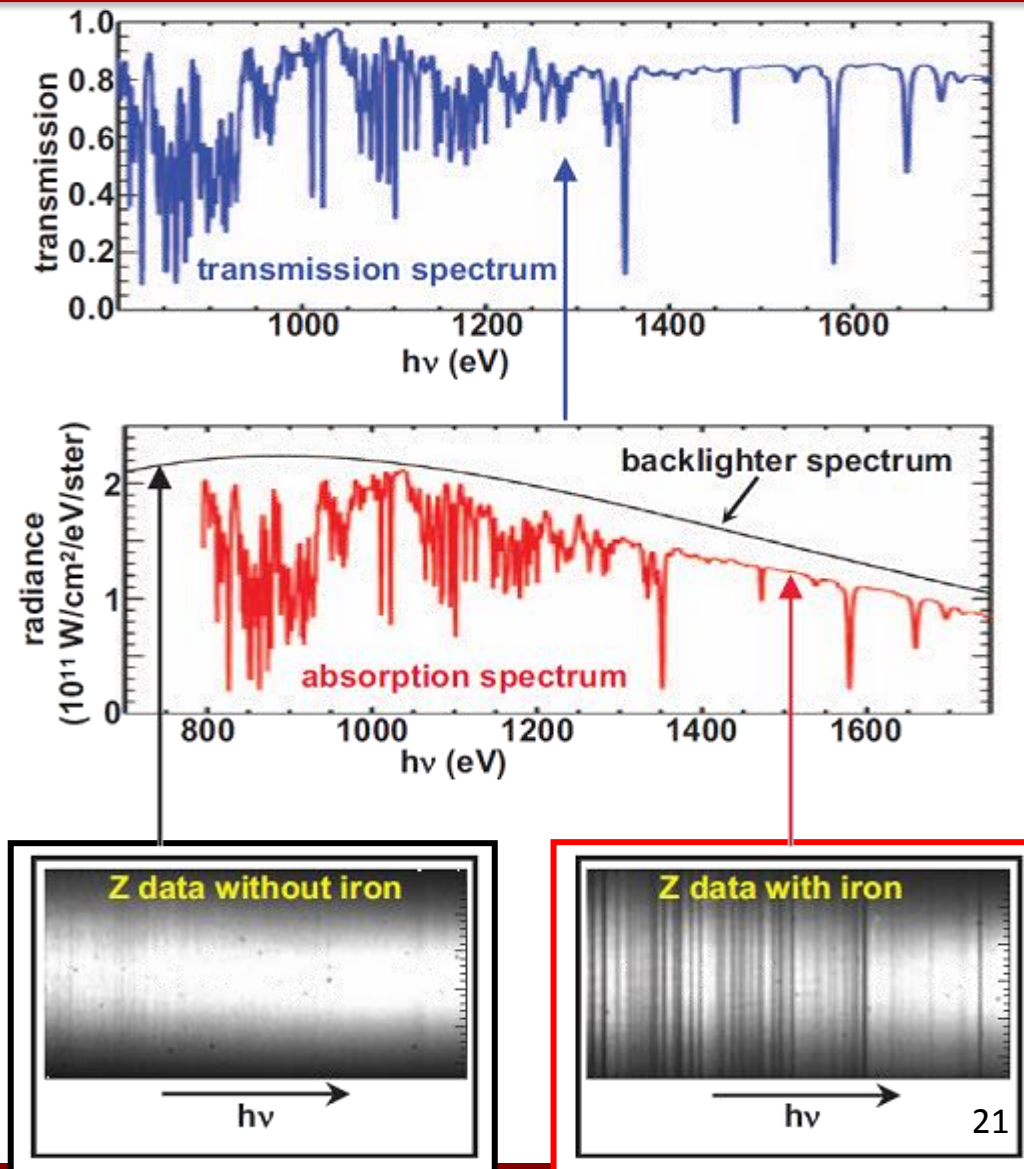 1.0
0.8
0.6
0.4
0.2
0.0
transmission
transmission spectrum
1000 1200 1400 1600
hν (eV)
radiance
(10¹¹ W/cm²/eV/ster)
2
1
0
backlighter spectrum
absorption spectrum
800 1000 1200 1400 1600
hν (eV)
Z data without iron
hν
Z data with iron
hν
21